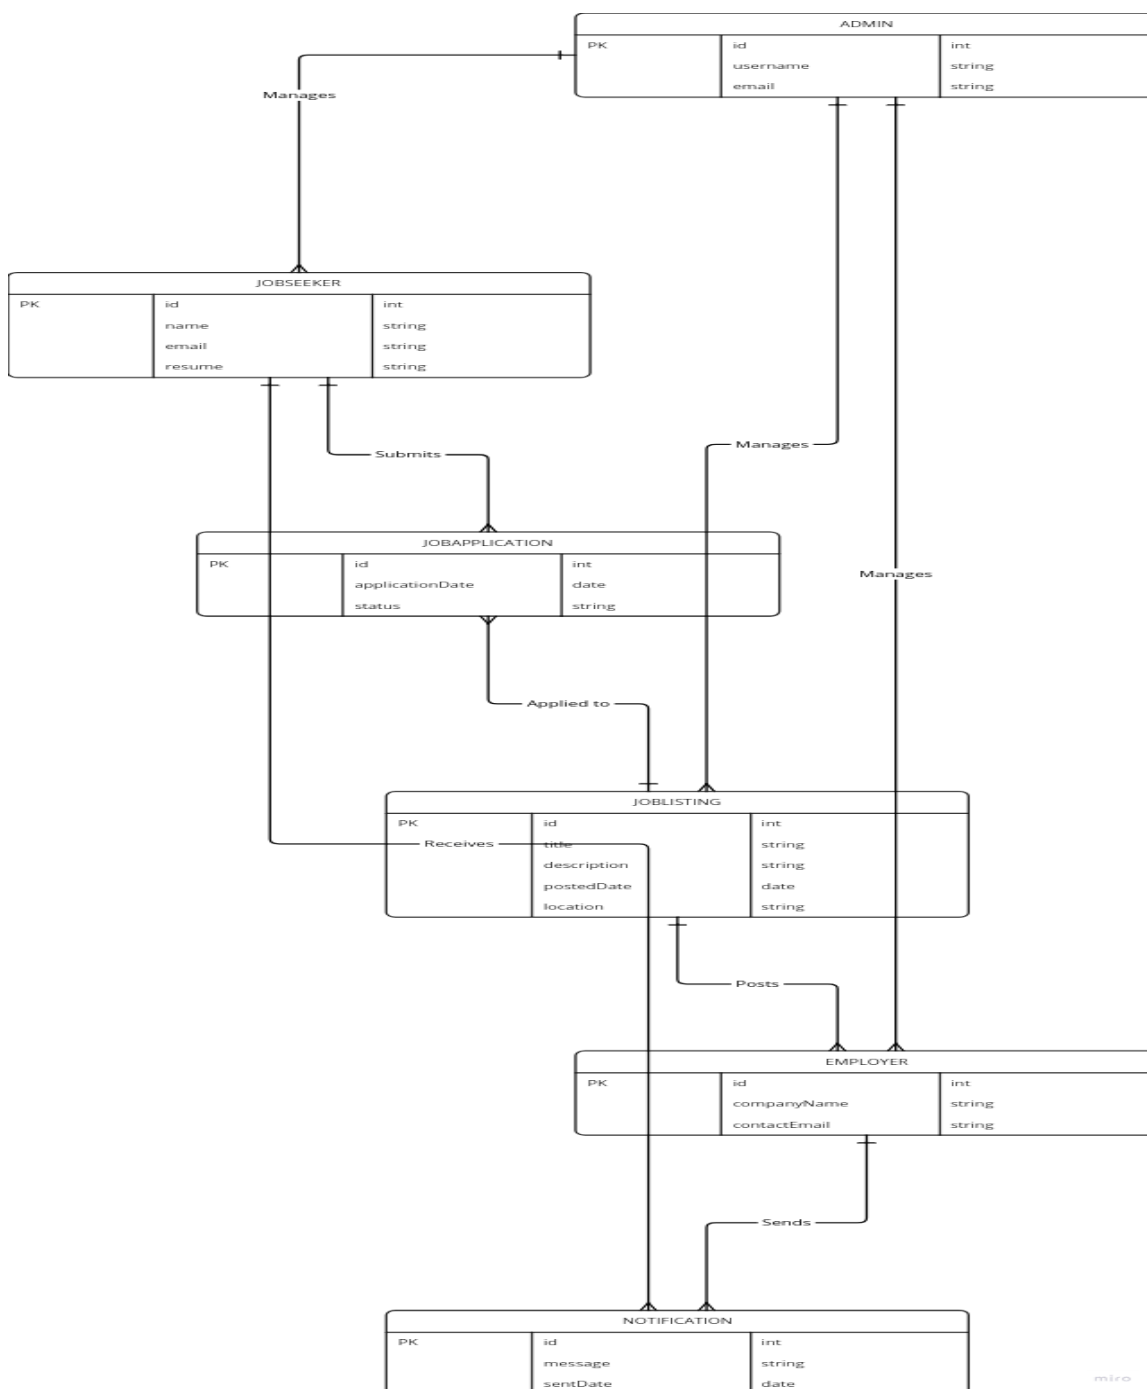 ADMIN
PK id int
username string
email string
Manages
JOBSEEKER
PK id int
name string
email string
resume string
Manages
Submits
JOBAPPLICATION
PK id int
applicationDate date
status string
Manages
Applied to
JOBLISTING
PK id int
Receives title string
description string
postedDate date
location string
Posts
EMPLOYER
PK id int
companyName string
contactEmail string
Sends
NOTIFICATION
PK id int
message string
sentDate date
miro